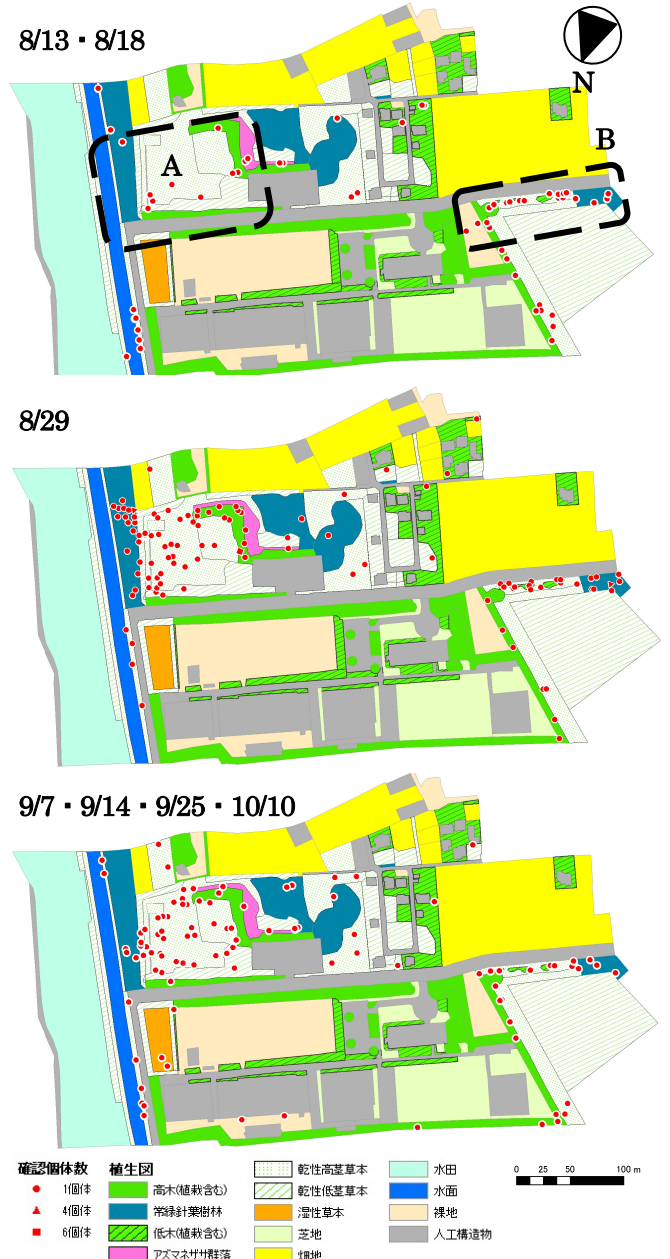 8/13・8/18
N
A
B
8/29
9/7・9/14・9/25・10/10
確認個体数
1個体
4個体
6個体
植生図
高木(植栽含む)
常緑針葉樹林
低木(植栽含む)
アズマネザサ群落
乾性高茎草本
乾性低茎草本
湿性草本
芝地
畑地
水田
水面
裸地
人工構造物
0 25 50 100 m